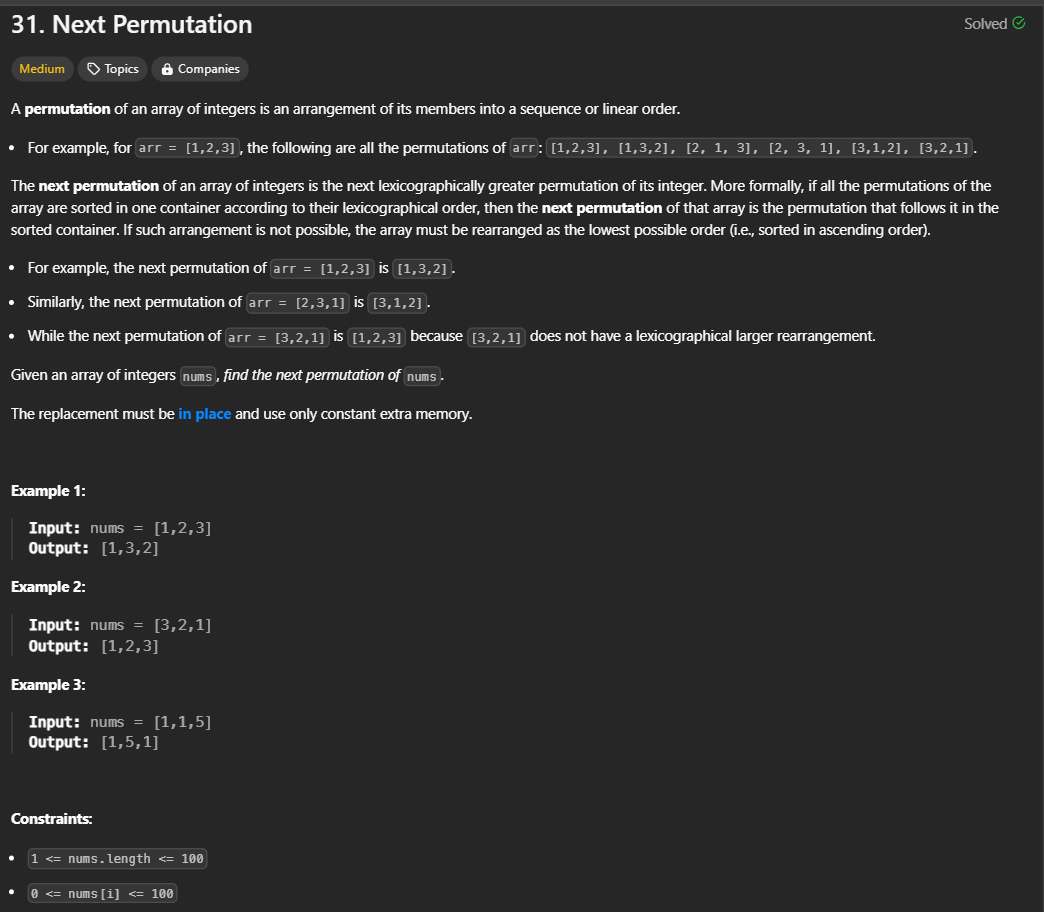 31. Next Permutation
Solved
Medium Topics Companies
A permutation of an array of integers is an arrangement of its members into a sequence or linear order.
• For example, for arr = [1,2,3], the following are all the permutations of arr: [1,2,3], [1,3,2], [2, 1, 3], [2, 3, 1], [3,1,2], [3,2,1].
The next permutation of an array of integers is the next lexicographically greater permutation of its integer. More formally, if all the permutations of the
array are sorted in one container according to their lexicographical order, then the next permutation of that array is the permutation that follows it in the
sorted container. If such arrangement is not possible, the array must be rearranged as the lowest possible order (i.e., sorted in ascending order).
• For example, the next permutation of arr = [1,2,3] is [1,3,2].
• Similarly, the next permutation of arr = [2,3,1] is [3,1,2].
• While the next permutation of arr = [3,2,1] is [1,2,3] because [3,2,1] does not have a lexicographical larger rearrangement.
Given an array of integers nums, find the next permutation of nums.
The replacement must be in place and use only constant extra memory.
Example 1:
Input: nums = [1,2,3]
Output: [1,3,2]
Example 2:
Input: nums = [3,2,1]
Output: [1,2,3]
Example 3:
Input: nums = [1,1,5]
Output: [1,5,1]
Constraints:
• 1 <= nums.length <= 100
• 0 <= nums[i] <= 100